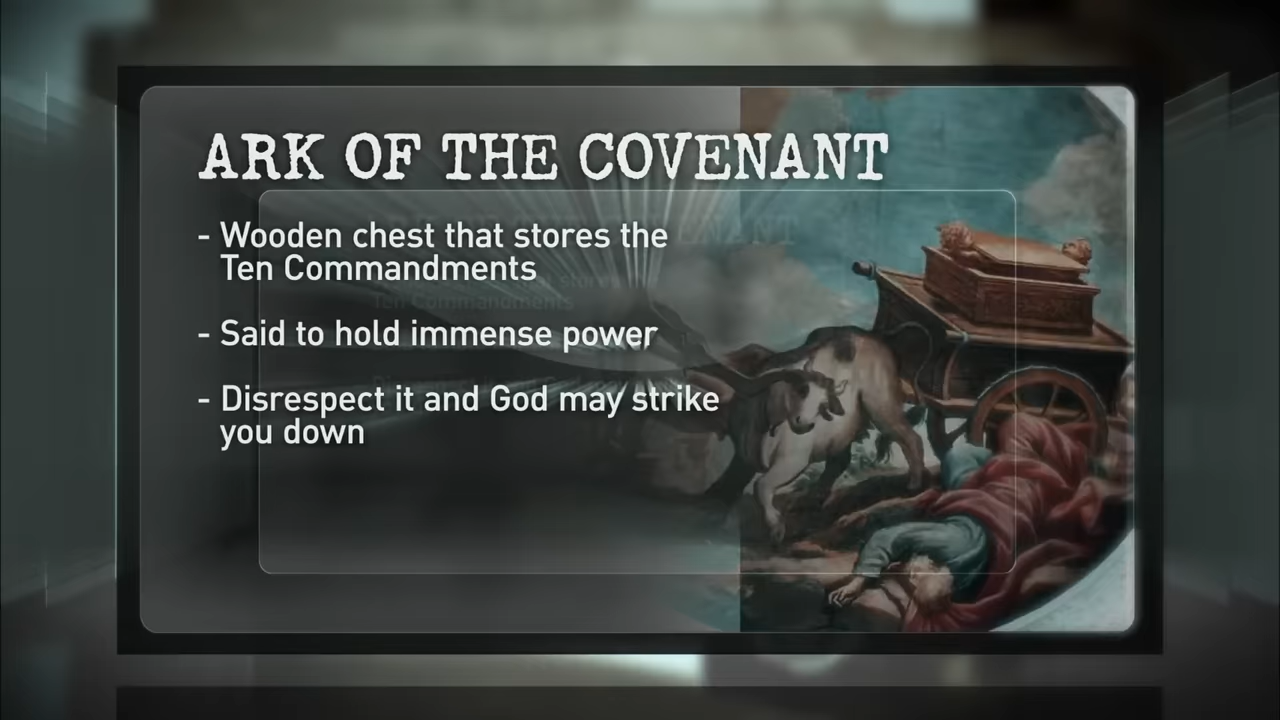 ARK OF THE COVENANT
- Wooden chest that stores the
Ten Commandments
- Said to hold immense power
- Disrespect it and God may strike
you down